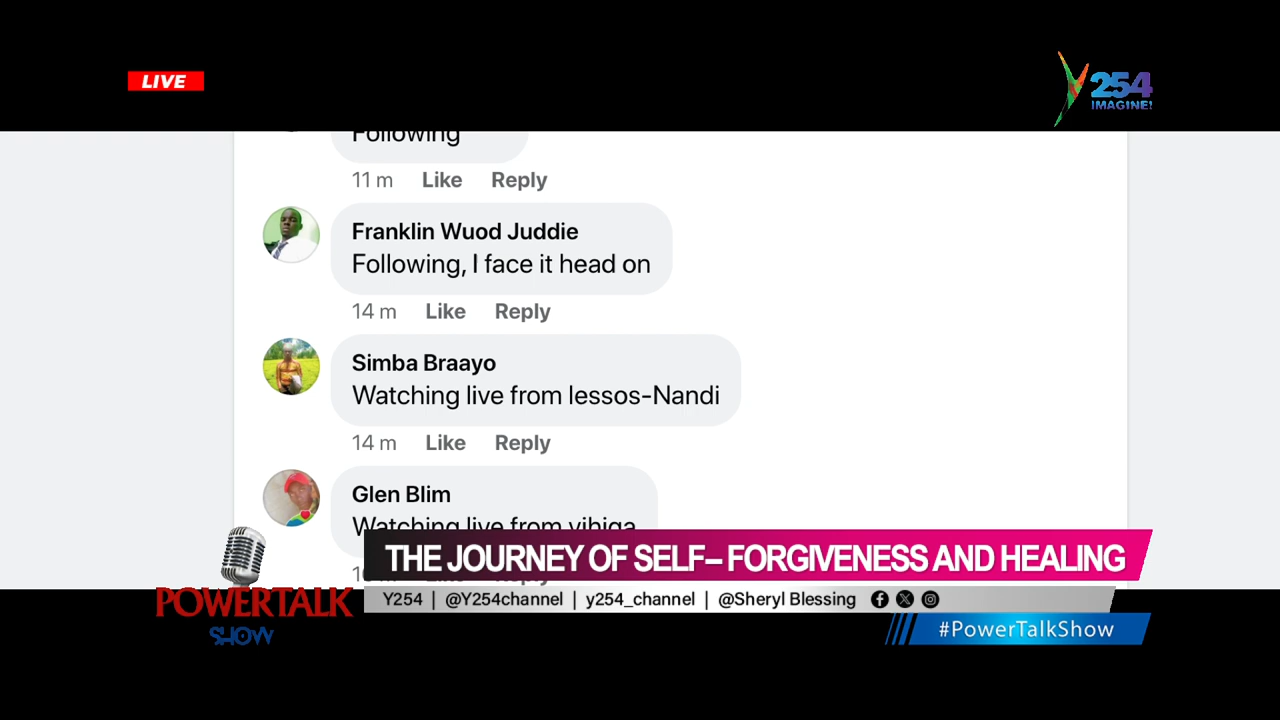 LIVE
254
IMAGINE!
Following
11 m Like Reply
Franklin Wuod Juddie
Following, I face it head on
14 m Like Reply
Simba Braayo
Watching live from lessos-Nandi
14 m Like Reply
Glen Blim
Watching live from vihiga
THE JOURNEY OF SELF– FORGIVENESS AND HEALING
POWERTALK
SHOW
Y254 | @Y254channel | y254_channel | @Sheryl Blessing
#PowerTalkShow